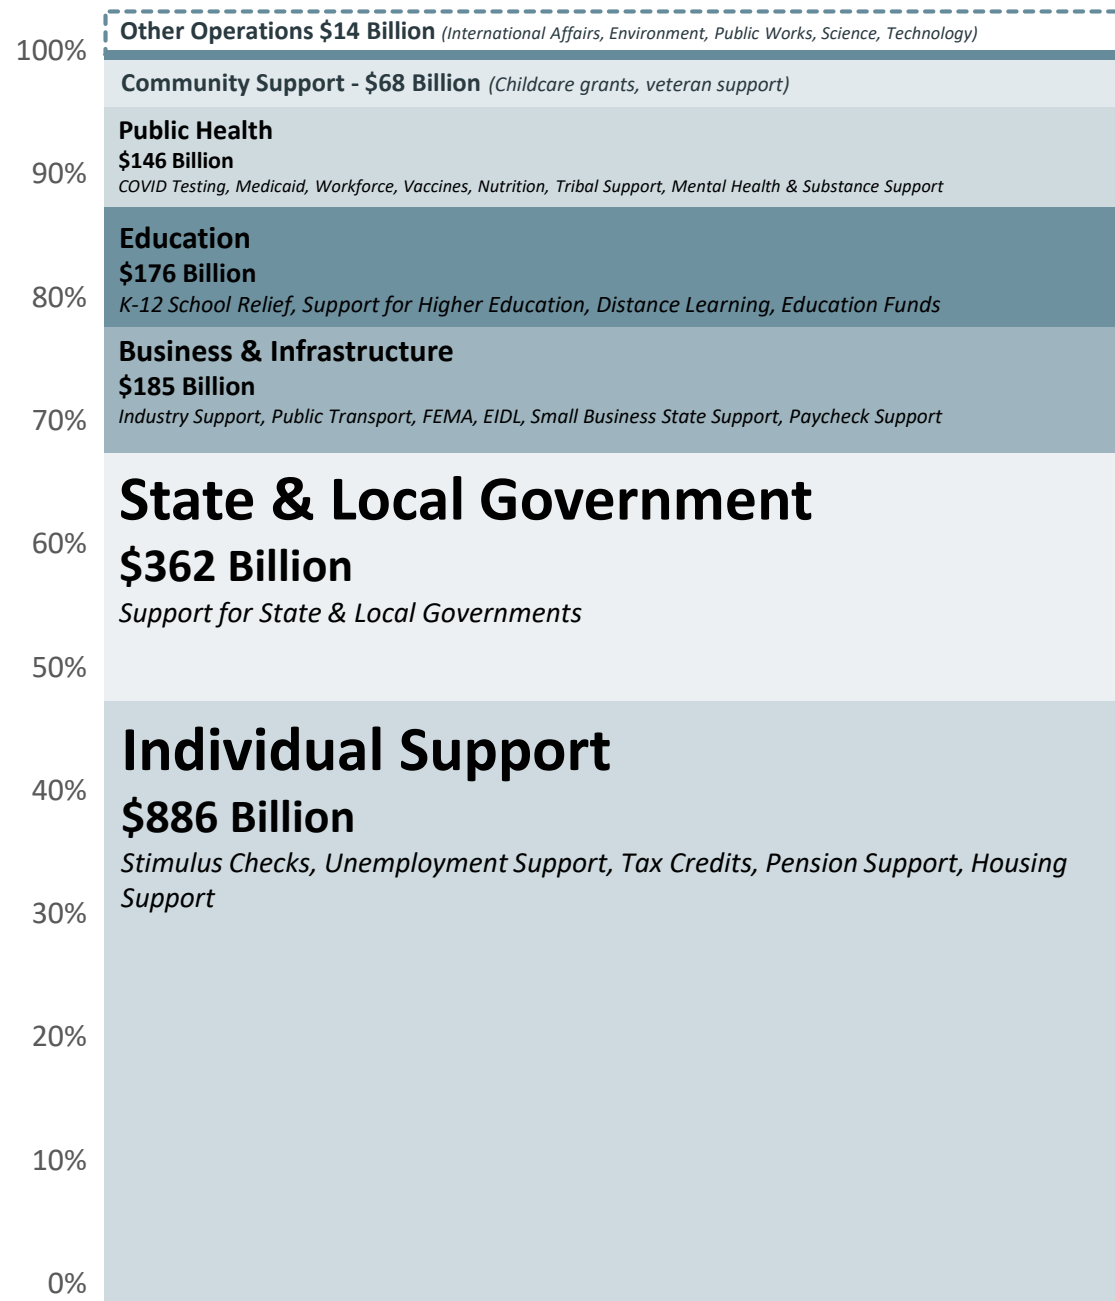 Other Operations $14 Billion (International Affairs, Environment, Public Works, Science, Technology)
100%
Community Support - $68 Billion (Childcare grants, veteran support)
Public Health
$146 Billion
90%
COVID Testing, Medicaid, Workforce, Vaccines, Nutrition, Tribal Support, Mental Health & Substance Support
Education
$176 Billion
80%
K-12 School Relief, Support for Higher Education, Distance Learning, Education Funds
Business & Infrastructure
$185 Billion
70%
Industry Support, Public Transport, FEMA, EIDL, Small Business State Support, Paycheck Support
State & Local Government
60%
$362 Billion
Support for State & Local Governments
50%
Individual Support
40%
$886 Billion
Stimulus Checks, Unemployment Support, Tax Credits, Pension Support, Housing
Support
30%
20%
10%
0%